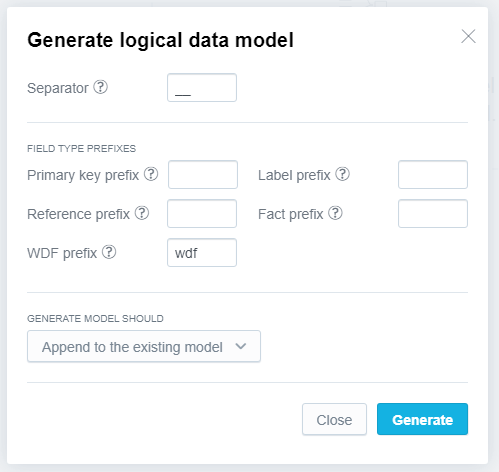 Generate logical data model
Separator ?
__
FIELD TYPE PREFIXES
Primary key prefix ? Label prefix ?
Reference prefix ? Fact prefix ?
WDF prefix ? wdf
GENERATE MODEL SHOULD
Append to the existing model
Close Generate